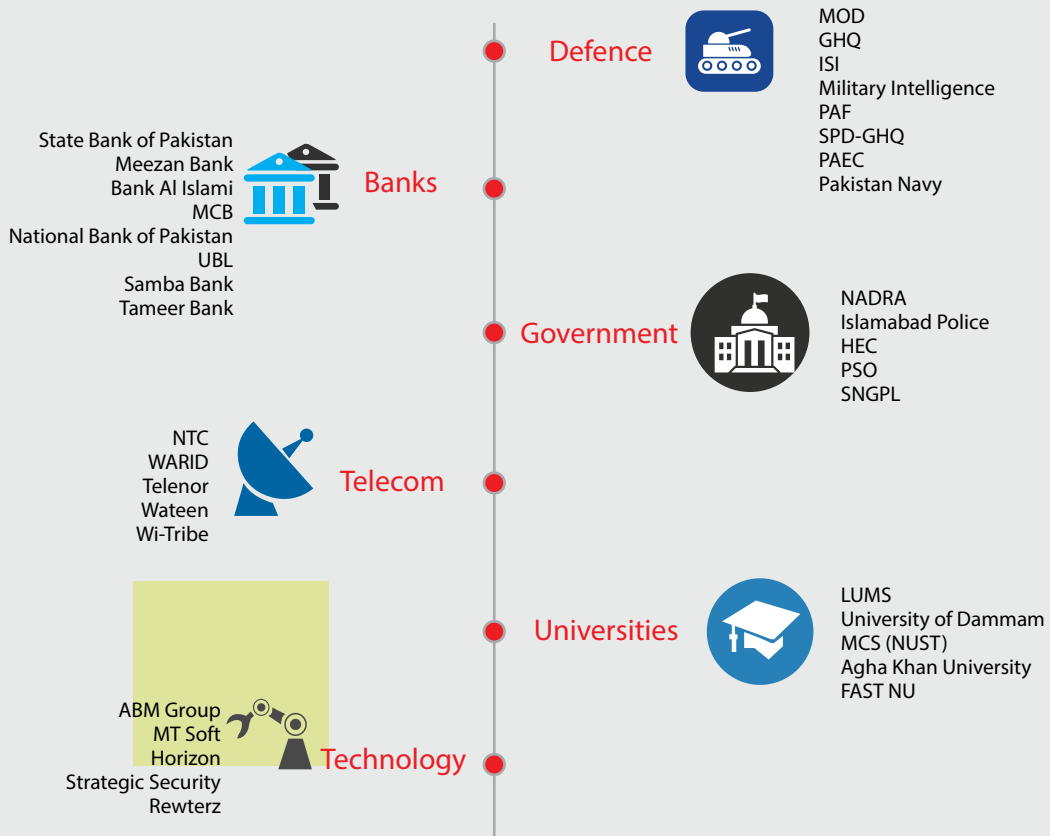 Defence
MOD
GHQ
ISI
Military Intelligence
PAF
SPD-GHQ
PAEC
Pakistan Navy
State Bank of Pakistan
Meezan Bank
Bank Al Islami
MCB
National Bank of Pakistan
UBL
Samba Bank
Tameer Bank
Banks
Government
NADRA
Islamabad Police
HEC
PSO
SNGPL
NTC
WARID
Telenor
Wateen
Wi-Tribe
Telecom
Universities
LUMS
University of Dammam
MCS (NUST)
Agha Khan University
FAST NU
ABM Group
MT Soft
Horizon
Strategic Security
Rewterz
Technology